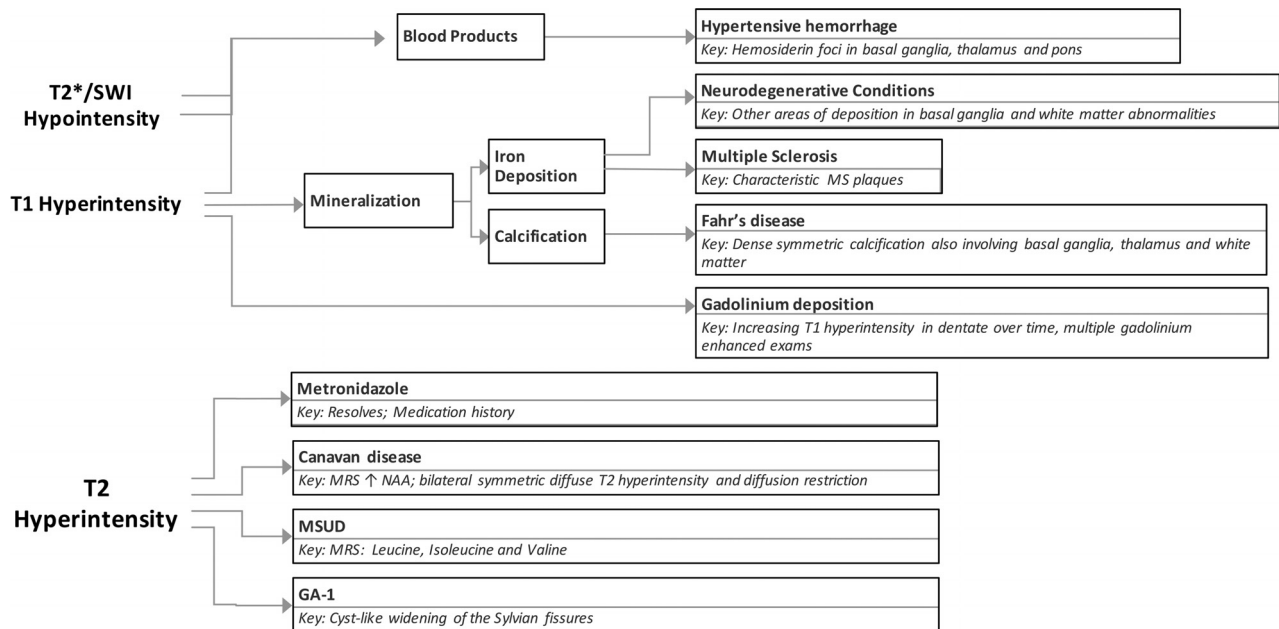 T2*/SWI
Hypointensity
T1 Hyperintensity
Blood Products
Mineralization
Iron
Deposition
Calcification
Hypertensive hemorrhage
Key: Hemosiderin foci in basal ganglia, thalamus and pons
Neurodegenerative Conditions
Key: Other areas of deposition in basal ganglia and white matter abnormalities
Multiple Sclerosis
Key: Characteristic MS plaques
Fahr's disease
Key: Dense symmetric calcification also involving basal ganglia, thalamus and white
matter
Gadolinium deposition
Key: Increasing T1 hyperintensity in dentate over time, multiple gadolinium
enhanced exams
T2
Hyperintensity
Metronidazole
Key: Resolves; Medication history
Canavan disease
Key: MRS ↑ NAA; bilateral symmetric diffuse T2 hyperintensity and diffusion restriction
MSUD
Key: MRS: Leucine, Isoleucine and Valine
GA-1
Key: Cyst-like widening of the Sylvian fissures